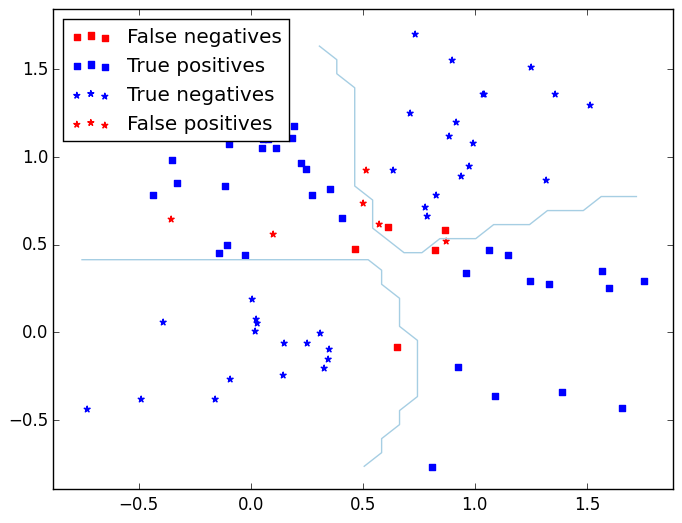 False negatives
True positives
True negatives
False positives
1.5
1.0
0.5
0.0
−0.5
−0.5 0.0 0.5 1.0 1.5